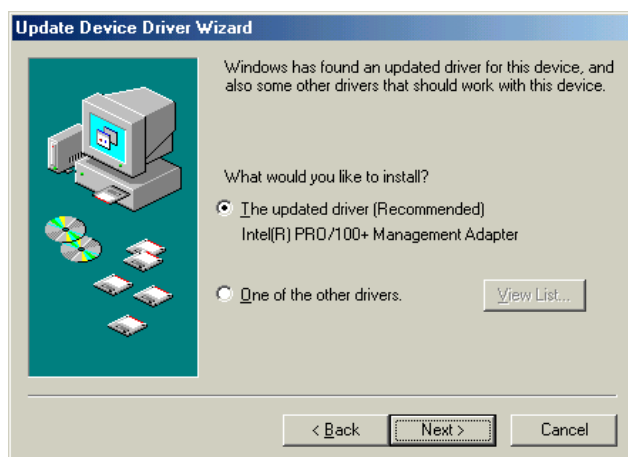 Update Device Driver Wizard
Windows has found an updated driver for this device, and
also some other drivers that should work with this device.
What would you like to install?
The updated driver (Recommended)
Intel(R) PRO/100+ Management Adapter
One of the other drivers.
View List...
< Back
Next >
Cancel